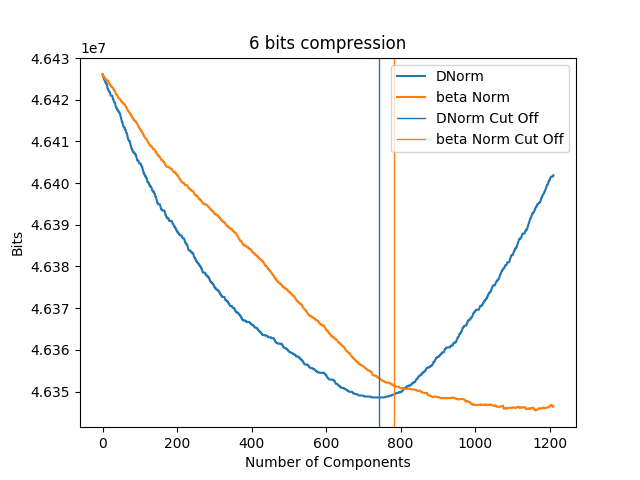 6 bits compression
1e7
4.643
4.642
4.641
4.640
4.639
4.638
4.637
4.636
4.635
Bits
DNorm
beta Norm
DNorm Cut Off
beta Norm Cut Off
0 200 400 600 800 1000 1200
Number of Components